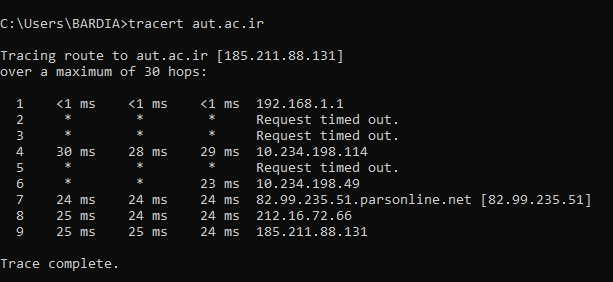 C:\Users\BARDIA>tracert aut.ac.ir
Tracing route to aut.ac.ir [185.211.88.131]
over a maximum of 30 hops:
1 <1 ms <1 ms <1 ms 192.168.1.1
2 * * * Request timed out.
3 * * * Request timed out.
4 30 ms 28 ms 29 ms 10.234.198.114
5 * * * Request timed out.
6 * * 23 ms 10.234.198.49
7 24 ms 24 ms 24 ms 82.99.235.51.parsonline.net [82.99.235.51]
8 25 ms 24 ms 24 ms 212.16.72.66
9 25 ms 25 ms 24 ms 185.211.88.131
Trace complete.